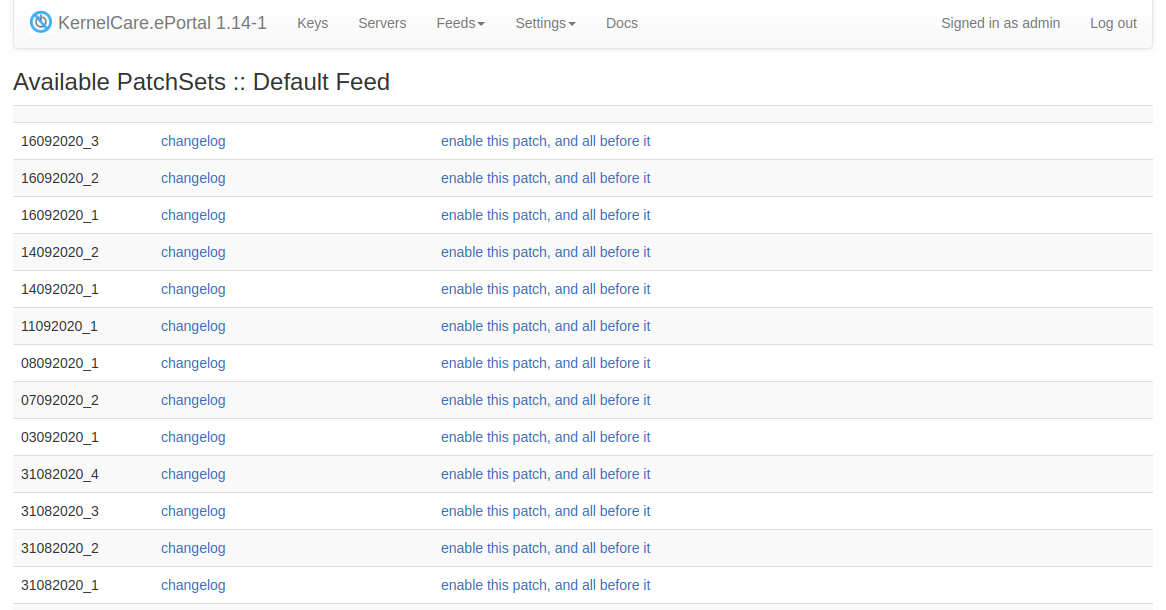 KernelCare.ePortal 1.14-1 Keys Servers Feeds Settings Docs Signed in as admin Log out
Available PatchSets :: Default Feed
16092020_3 changelog enable this patch, and all before it
16092020_2 changelog enable this patch, and all before it
16092020_1 changelog enable this patch, and all before it
14092020_2 changelog enable this patch, and all before it
14092020_1 changelog enable this patch, and all before it
11092020_1 changelog enable this patch, and all before it
08092020_1 changelog enable this patch, and all before it
07092020_2 changelog enable this patch, and all before it
03092020_1 changelog enable this patch, and all before it
31082020_4 changelog enable this patch, and all before it
31082020_3 changelog enable this patch, and all before it
31082020_2 changelog enable this patch, and all before it
31082020_1 changelog enable this patch, and all before it